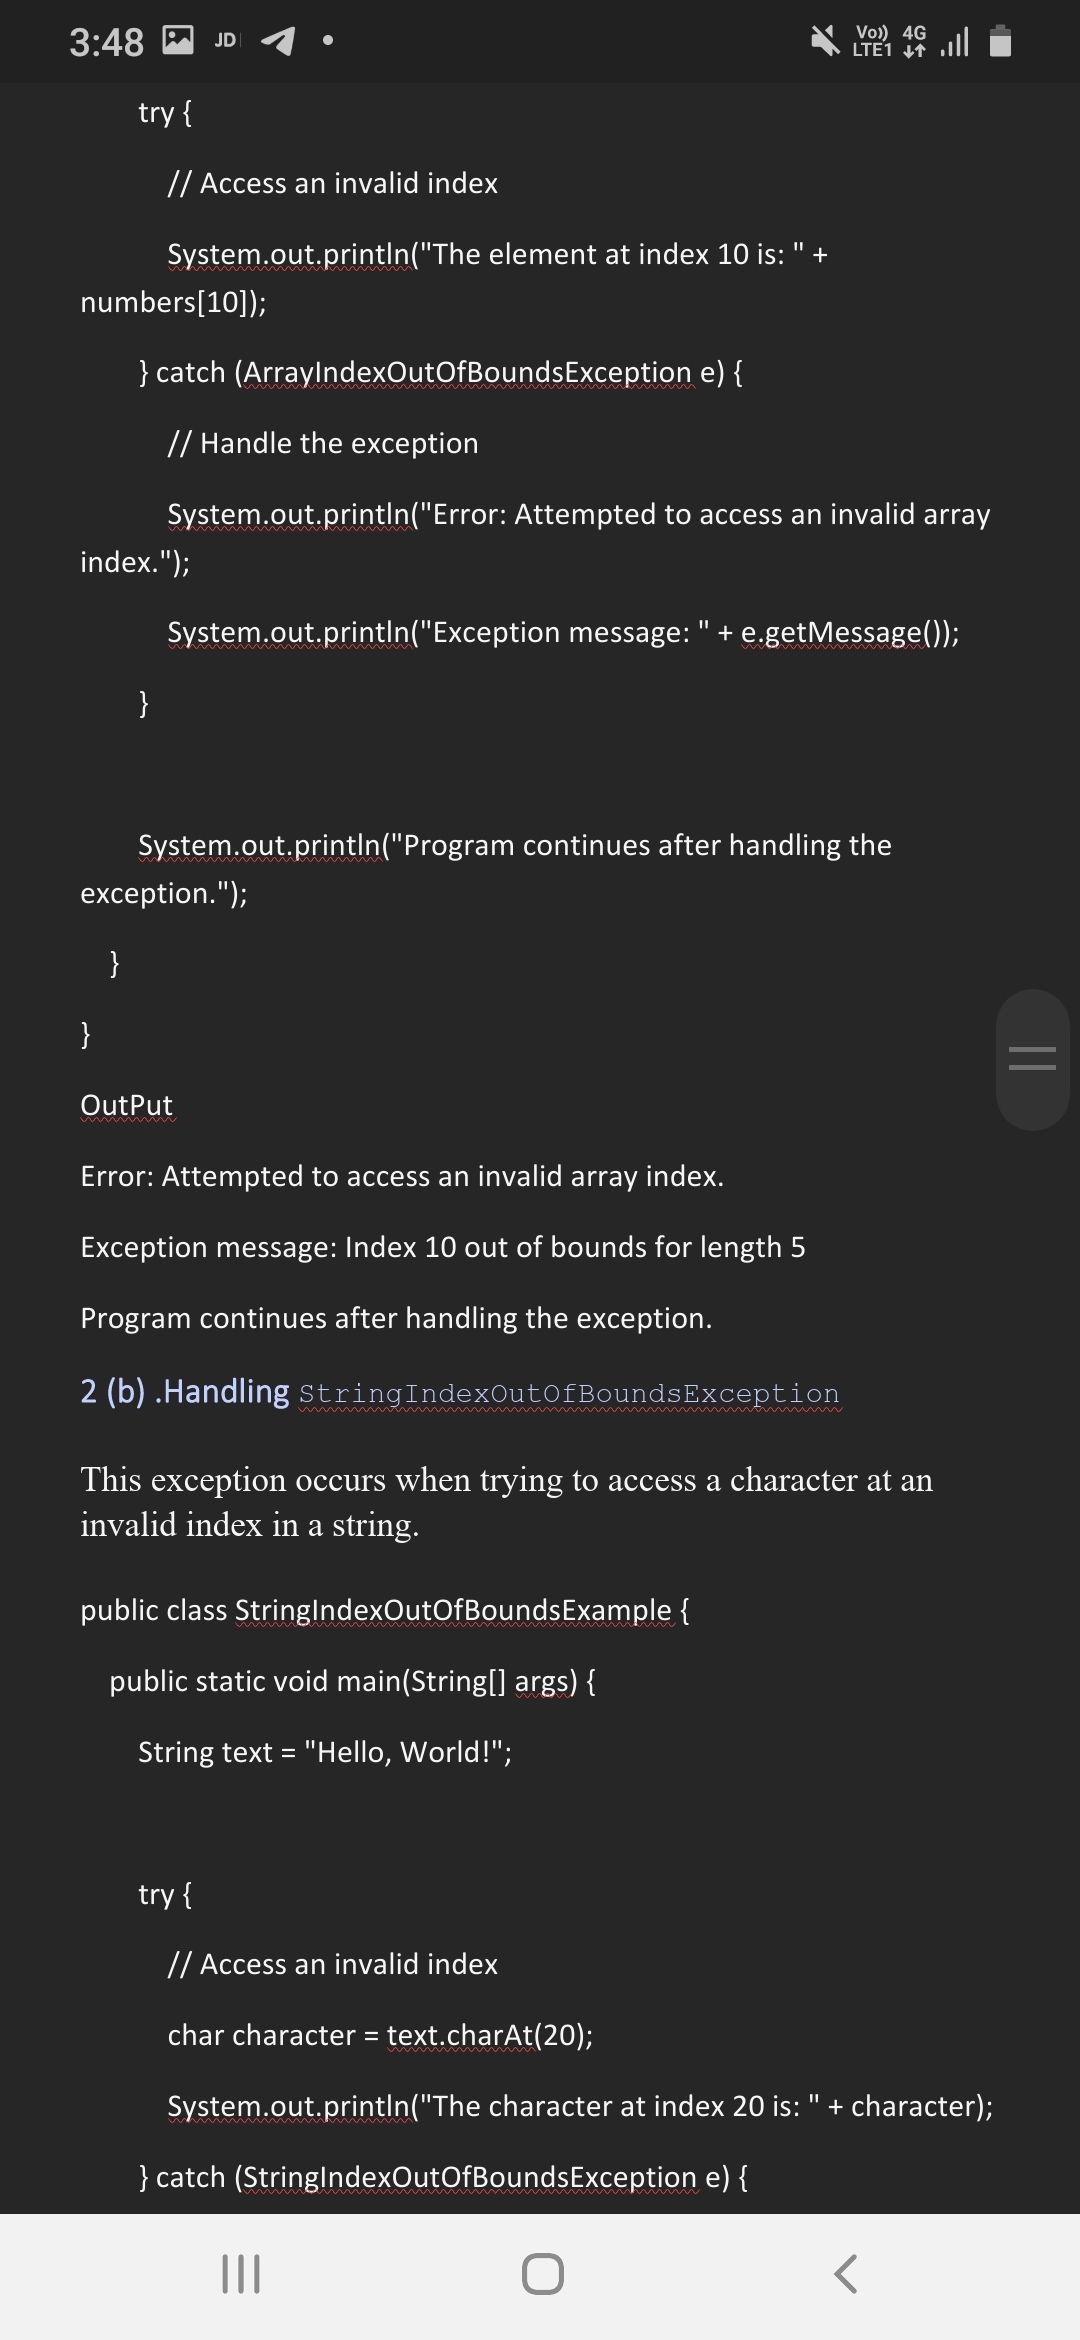 3:48 JD Vo)) 4G
LTE1
try {
// Access an invalid index
System.out.println("The element at index 10 is: " +
numbers[10]);
} catch (ArrayIndexOutOfBoundsException e) {
// Handle the exception
System.out.println("Error: Attempted to access an invalid array
index.");
System.out.println("Exception message: " + e.getMessage());
}
System.out.println("Program continues after handling the
exception.");
}
}
OutPut
Error: Attempted to access an invalid array index.
Exception message: Index 10 out of bounds for length 5
Program continues after handling the exception.
2 (b) .Handling StringIndexOutOfBoundsException
This exception occurs when trying to access a character at an
invalid index in a string.
public class StringIndexOutOfBoundsExample {
public static void main(String[] args) {
String text = "Hello, World!";
try {
// Access an invalid index
char character = text.charAt(20);
System.out.println("The character at index 20 is: " + character);
} catch (StringIndexOutOfBoundsException e) {